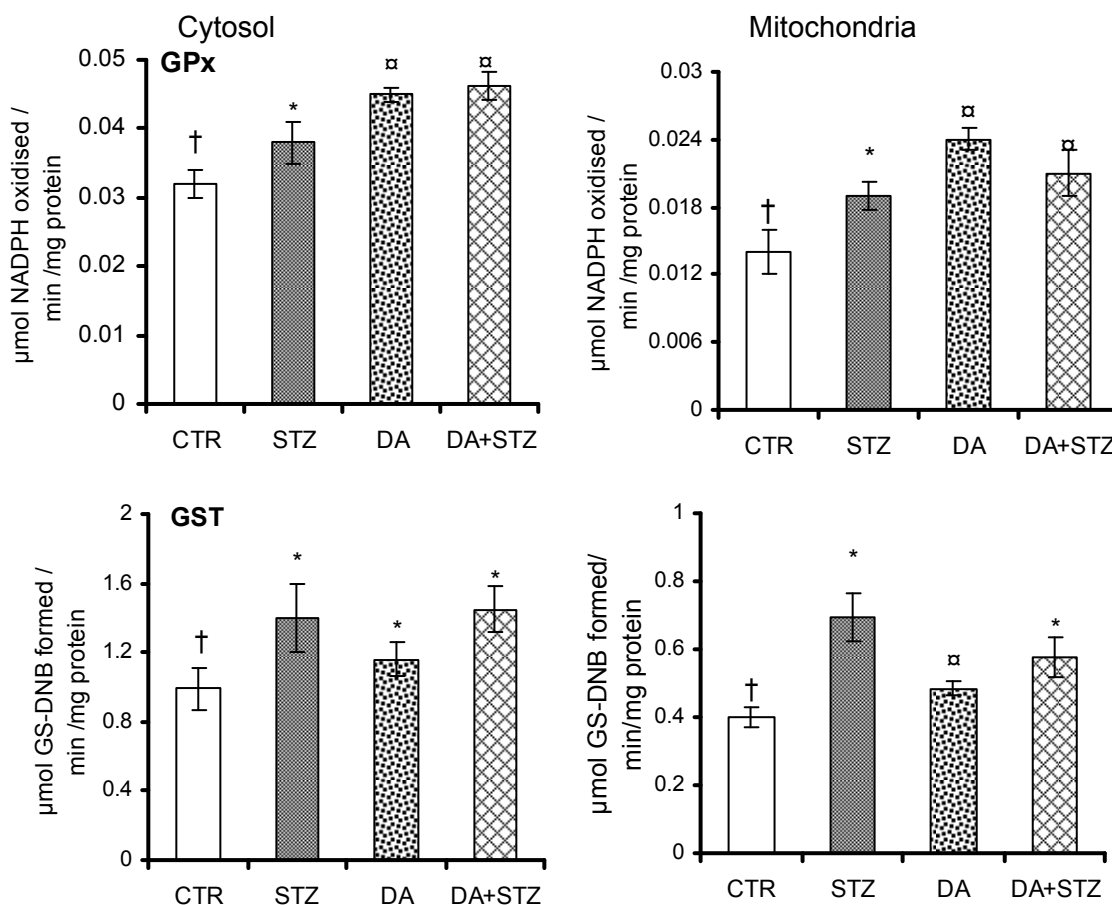 Cytosol
Mitochondria
GPx
µmol NADPH oxidised /
min /mg protein
0.05
0.04
0.03
0.02
0.01
0
†
*
¤
¤
CTR STZ DA DA+STZ
µmol NADPH oxidised /
min /mg protein
0.03
0.024
0.018
0.012
0.006
0
†
*
¤
¤
CTR STZ DA DA+STZ
GST
µmol GS-DNB formed /
min /mg protein
2
1.6
1.2
0.8
0.4
0
†
*
*
*
CTR STZ DA DA+STZ
µmol GS-DNB formed/
min/mg protein
1
0.8
0.6
0.4
0.2
0
†
*
¤
*
CTR STZ DA DA+STZ